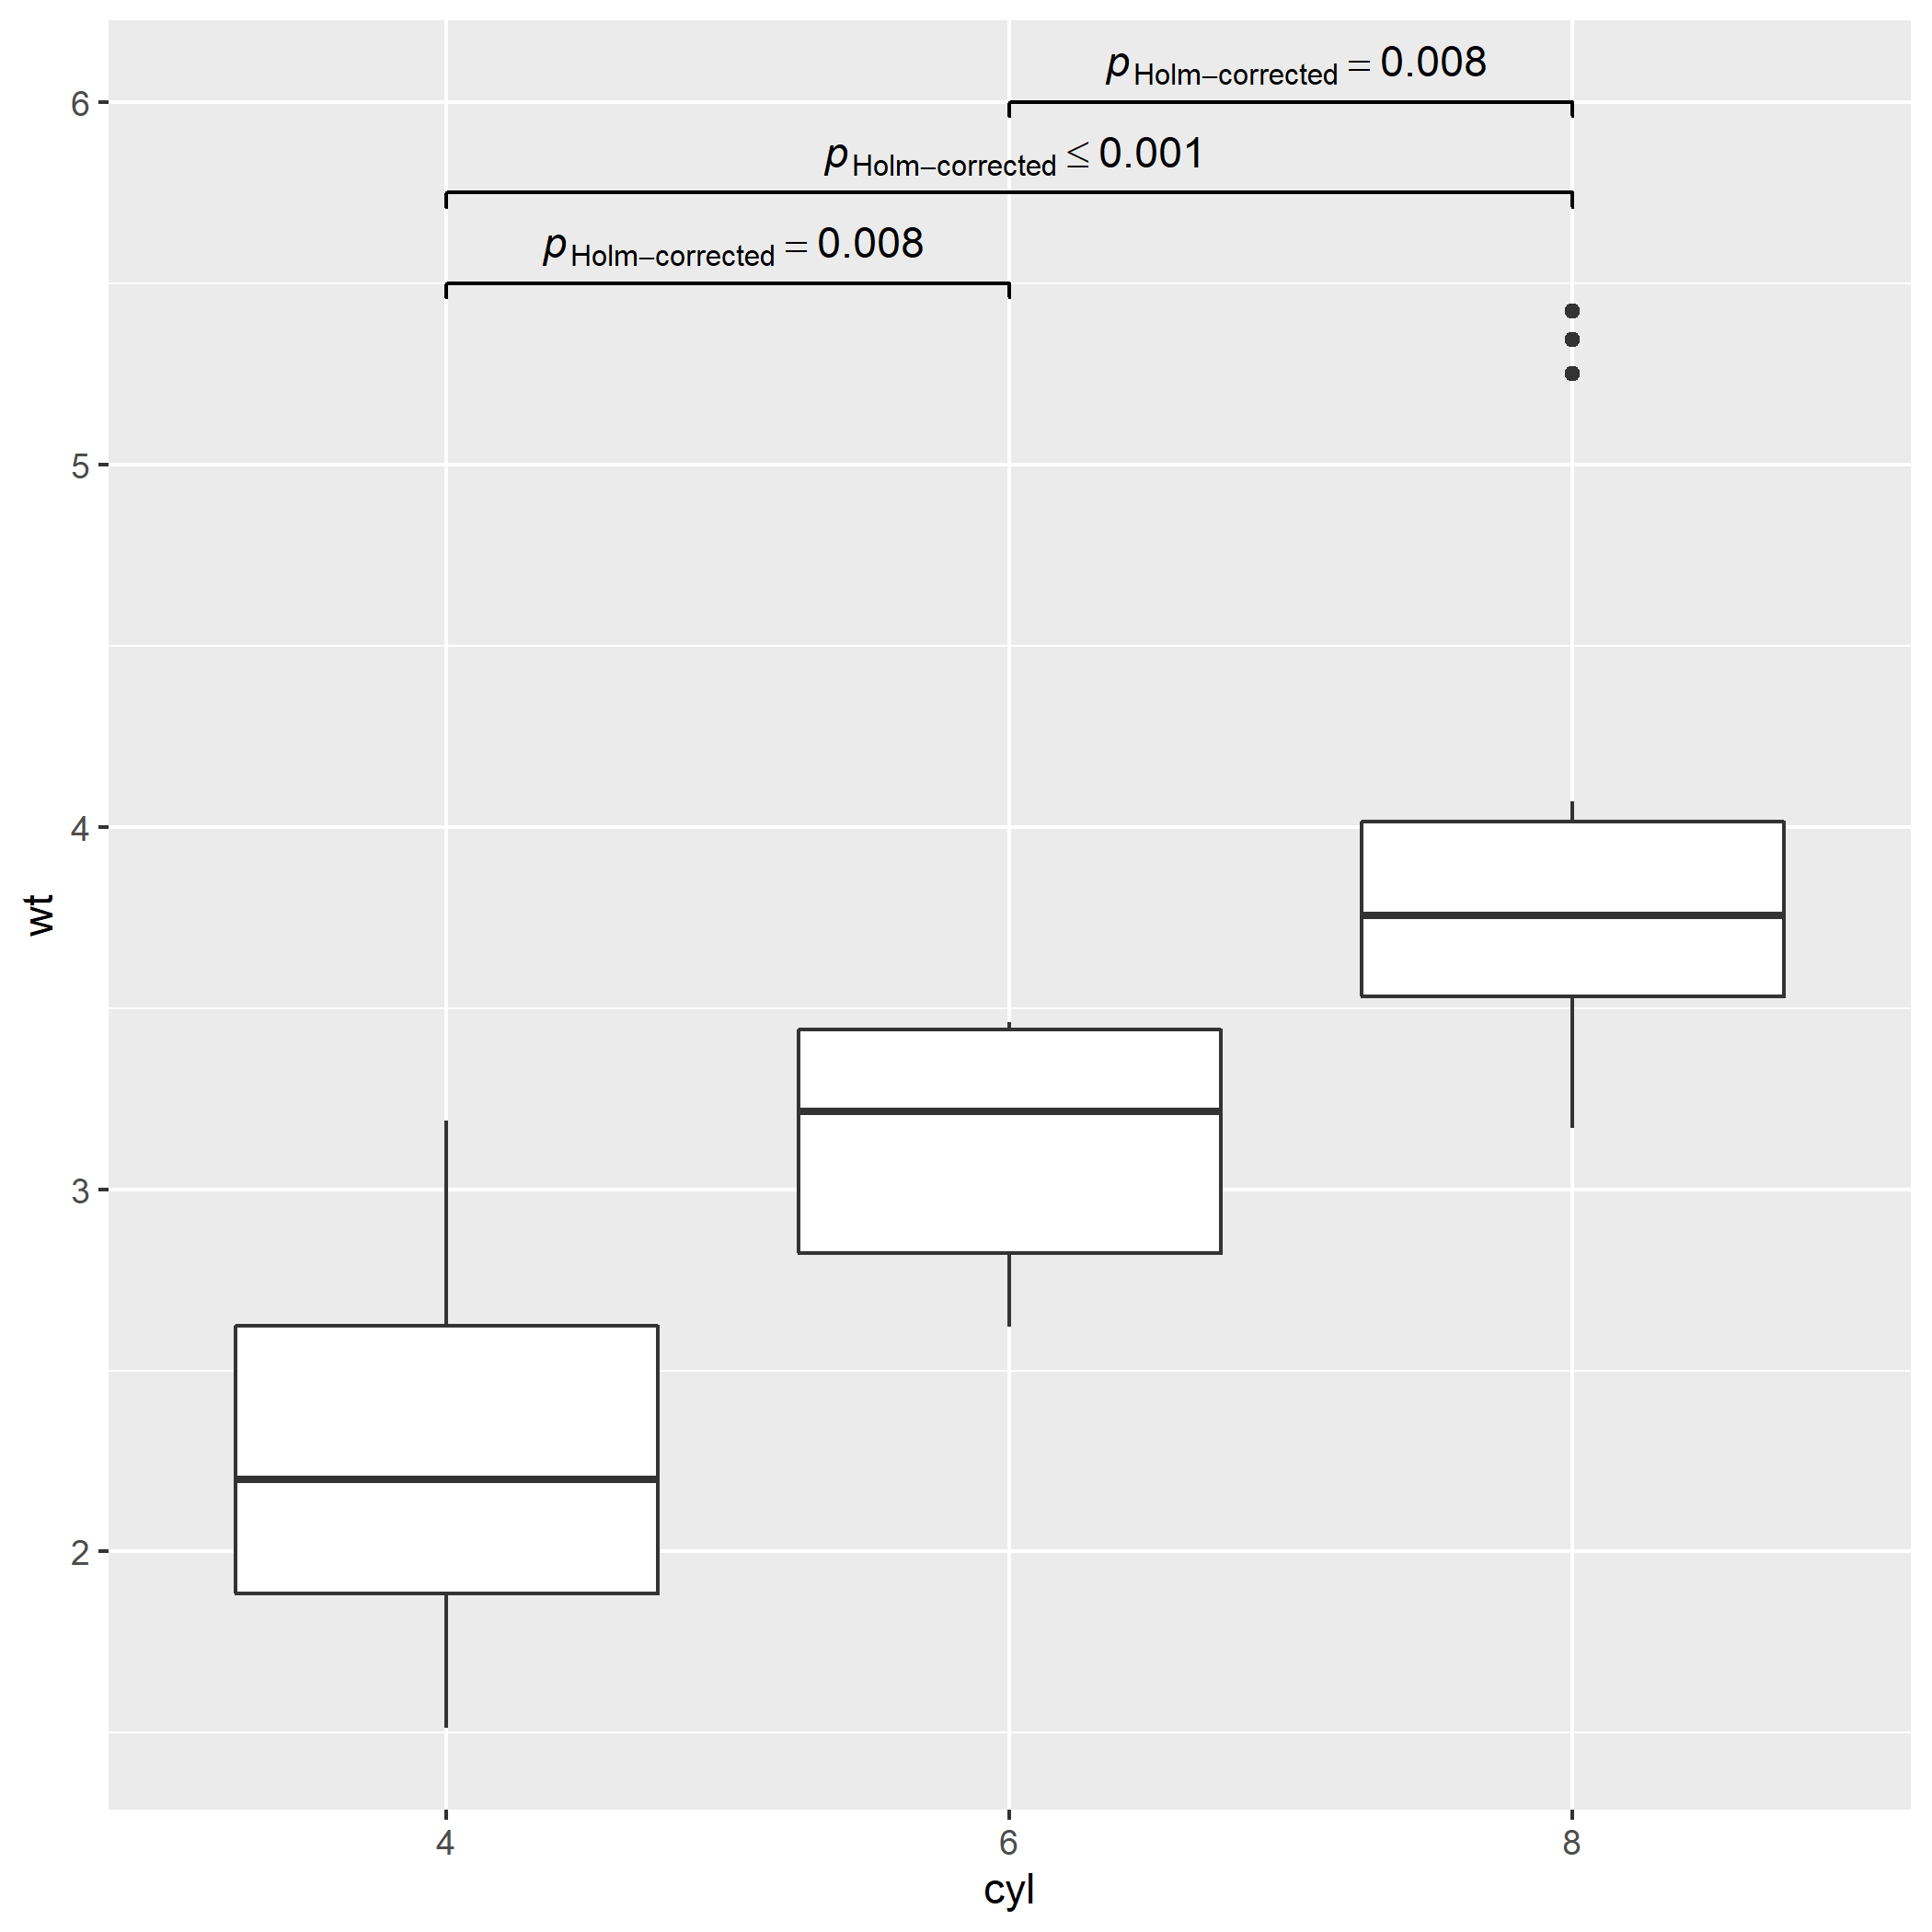 p Holm−corrected = 0.008
p Holm−corrected ≤ 0.001
p Holm−corrected = 0.008
6
5
4
3
2
wt
4 6 8
cyl